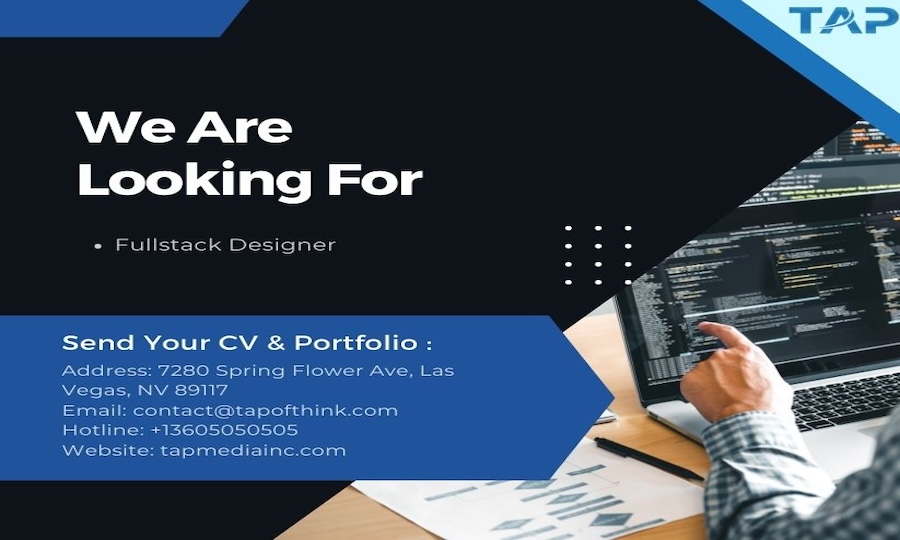 TAP
We Are
Looking For
• Fullstack Designer
Send Your CV & Portfolio :
Address: 7280 Spring Flower Ave, Las
Vegas, NV 89117
Email: contact@tapofthink.com
Hotline: +13605050505
Website: tapmediainc.com